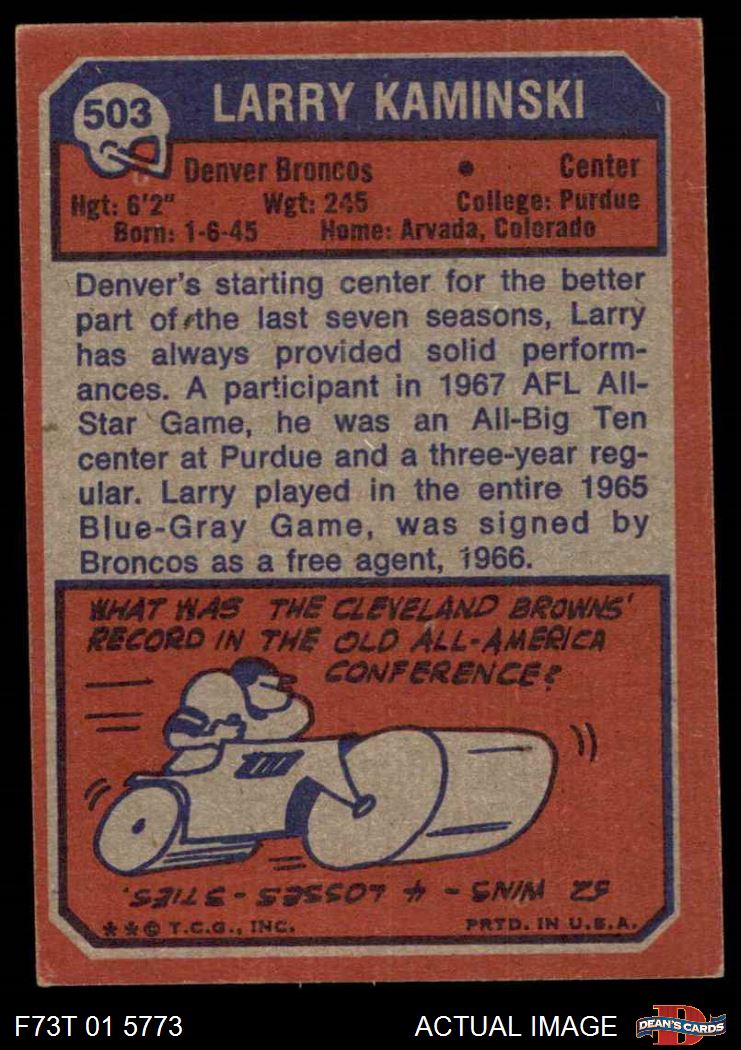 503
LARRY KAMINSKI
Denver Broncos • Center
Hgt: 6'2" Wgt: 245 College: Purdue
Born: 1-6-45 Home: Arvada, Colorado
Denver's starting center for the better
part of the last seven seasons, Larry
has always provided solid perform-
ances. A participant in 1967 AFL All-
Star Game, he was an All-Big Ten
center at Purdue and a three-year reg-
ular. Larry played in the entire 1965
Blue-Gray Game, was signed by
Broncos as a free agent, 1966.
WHAT WAS THE CLEVELAND BROWNS'
RECORD IN THE OLD ALL-AMERICA
CONFERENCE?
52 WINS - 4 LOSSES - 3 TIES.
**© T.C.G., INC. PRTD. IN U.S.A.
F73T 01 5773 ACTUAL IMAGE
DEAN'S CARDS